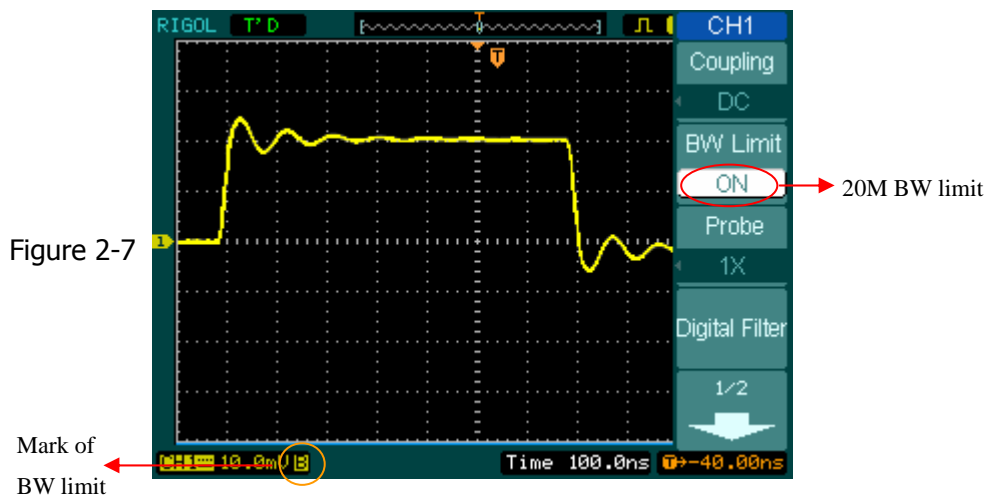 RIGOL T'D T CH1
T
Coupling
DC
BW Limit
ON
20M BW limit
Probe
1X
Figure 2-7
1
Digital Filter
1/2
Mark of
BW limit
CH1 10.0mV B
Time 100.0ns T→-40.00ns